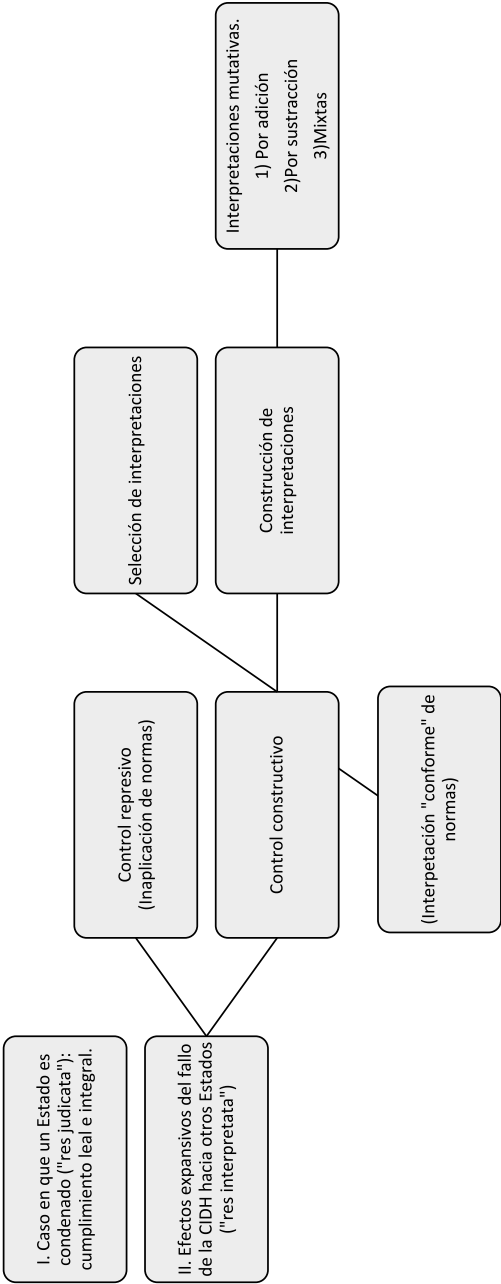 I. Caso en que un Estado es
condenado ("res judicata"):
cumplimiento leal e integral.
II. Efectos expansivos del fallo
de la CIDH hacia otros Estados
("res interpretata")
Control represivo
(Inaplicación de normas)
Control constructivo
(Interpetación "conforme" de
normas)
Selección de interpretaciones
Construcción de
interpretaciones
Interpretaciones mutativas.
1) Por adición
2)Por sustracción
3)Mixtas